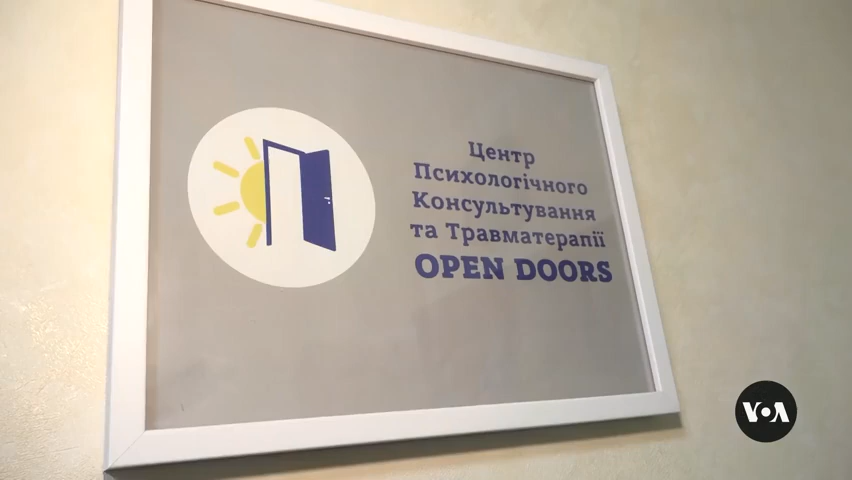 Центр
Психологічного
Консультування
та Травматерапії
OPEN DOORS
VOA